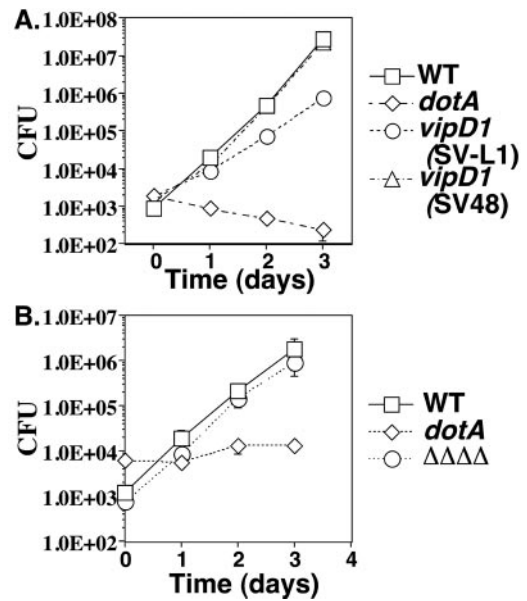 A.
1.0E+08
1.0E+07
1.0E+06
1.0E+05
1.0E+04
1.0E+03
1.0E+02
CFU
0 1 2 3
Time (days)
WT
dotA
vipD1
(SV-L1)
vipD1
(SV48)
B.
1.0E+07
1.0E+06
1.0E+05
1.0E+04
1.0E+03
1.0E+02
CFU
0 1 2 3 4
Time (days)
WT
dotA
ΔΔΔΔ